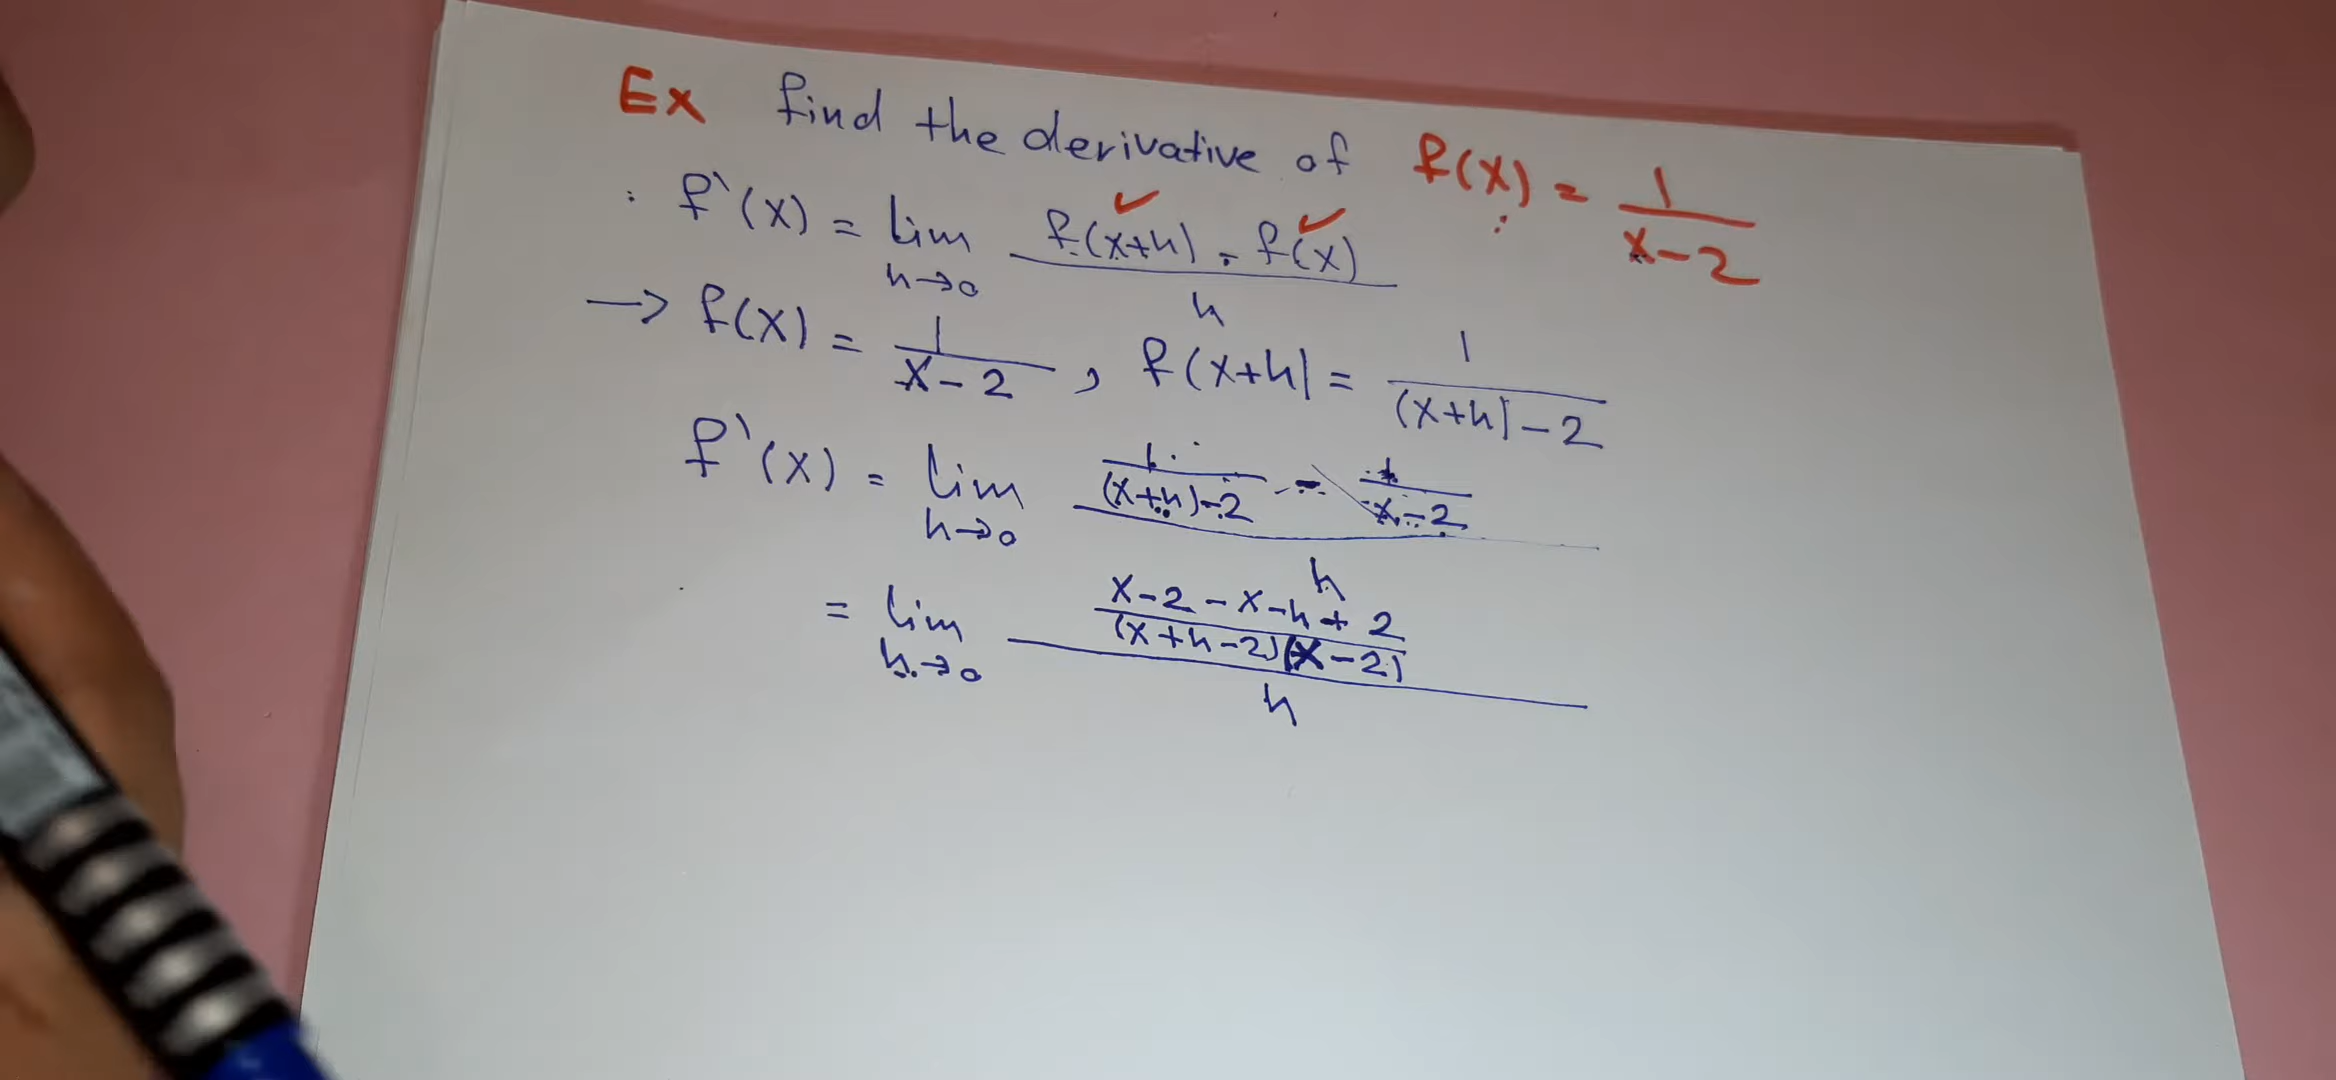 Ex find the derivative of f(x) = 1/(x-2)
: f'(x) = lim h→0 (f(x+h) - f(x))/h
→ f(x) = 1/(x-2) , f(x+h) = 1/((x+h)-2)
f'(x) = lim h→0 (1/((x+h)-2) - 1/(x-2))/h
= lim h→0 ((x-2-x-h+2)/((x+h-2)(x-2)))/h